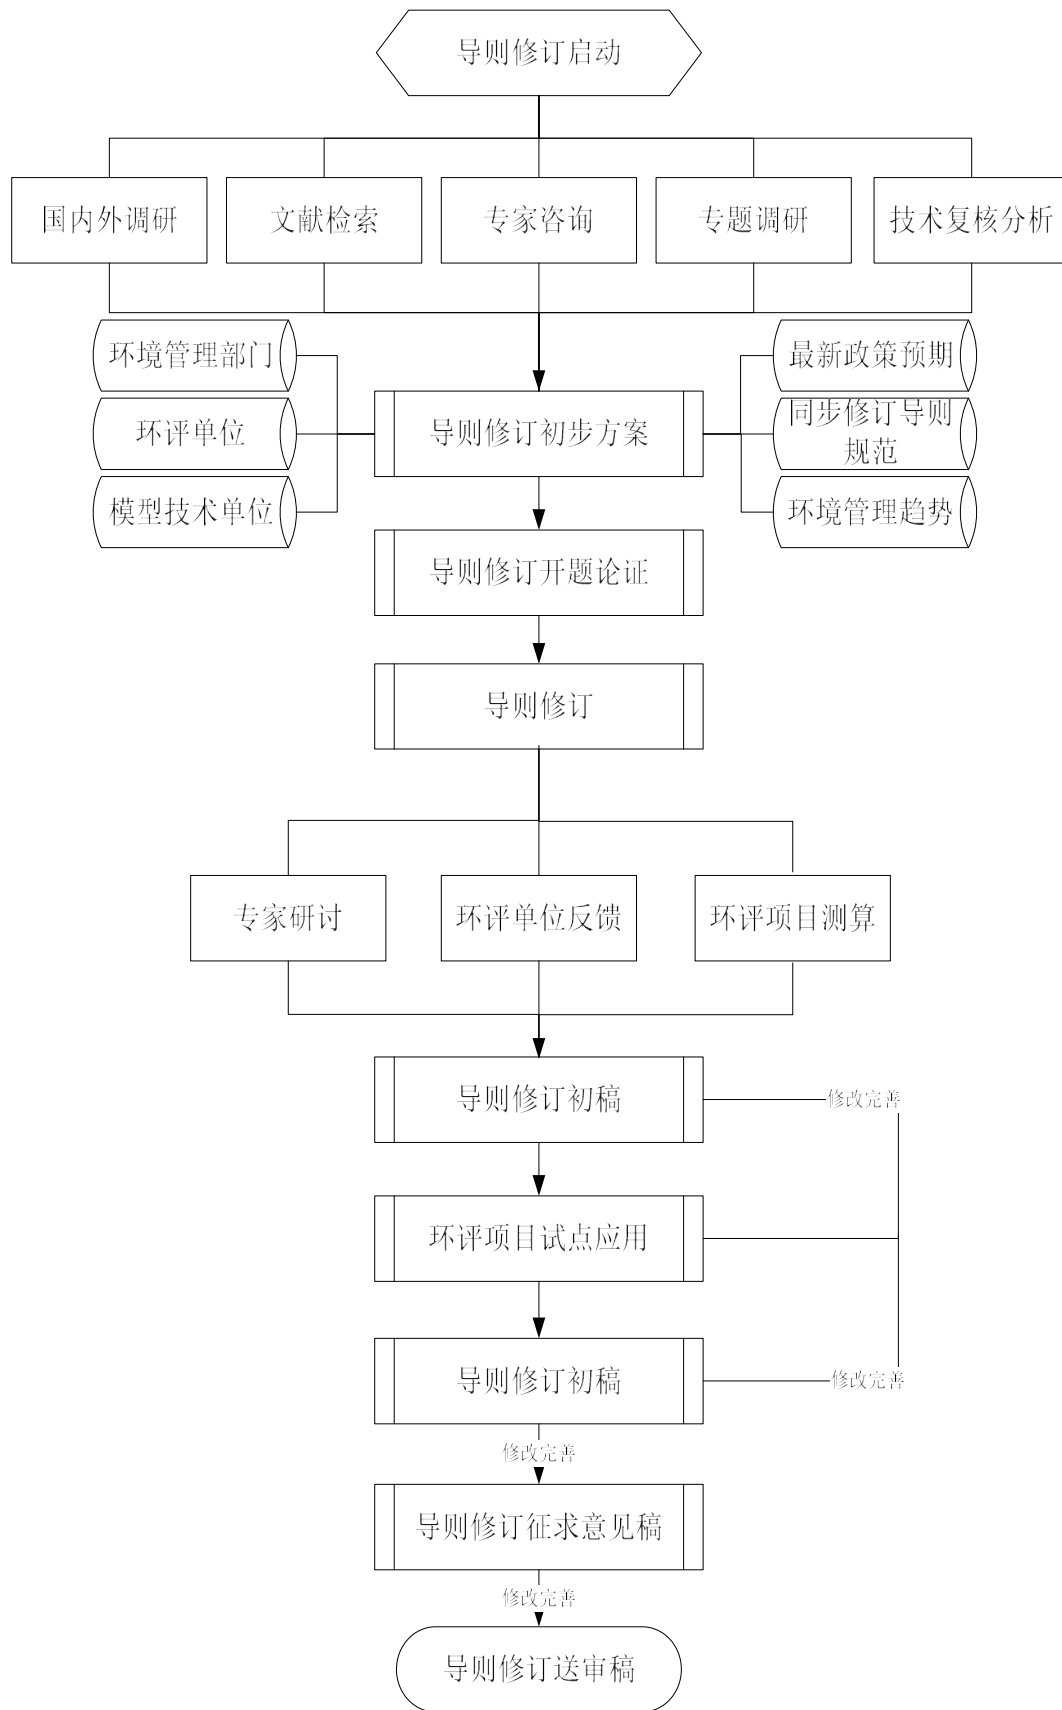 导则修订启动
国内外调研
文献检索
专家咨询
专题调研
技术复核分析
环境管理部门
环评单位
模型技术单位
导则修订初步方案
最新政策预期
同步修订导则
规范
环境管理趋势
导则修订开题论证
导则修订
专家研讨
环评单位反馈
环评项目测算
导则修订初稿
修改完善
环评项目试点应用
导则修订初稿
修改完善
修改完善
导则修订征求意见稿
修改完善
导则修订送审稿